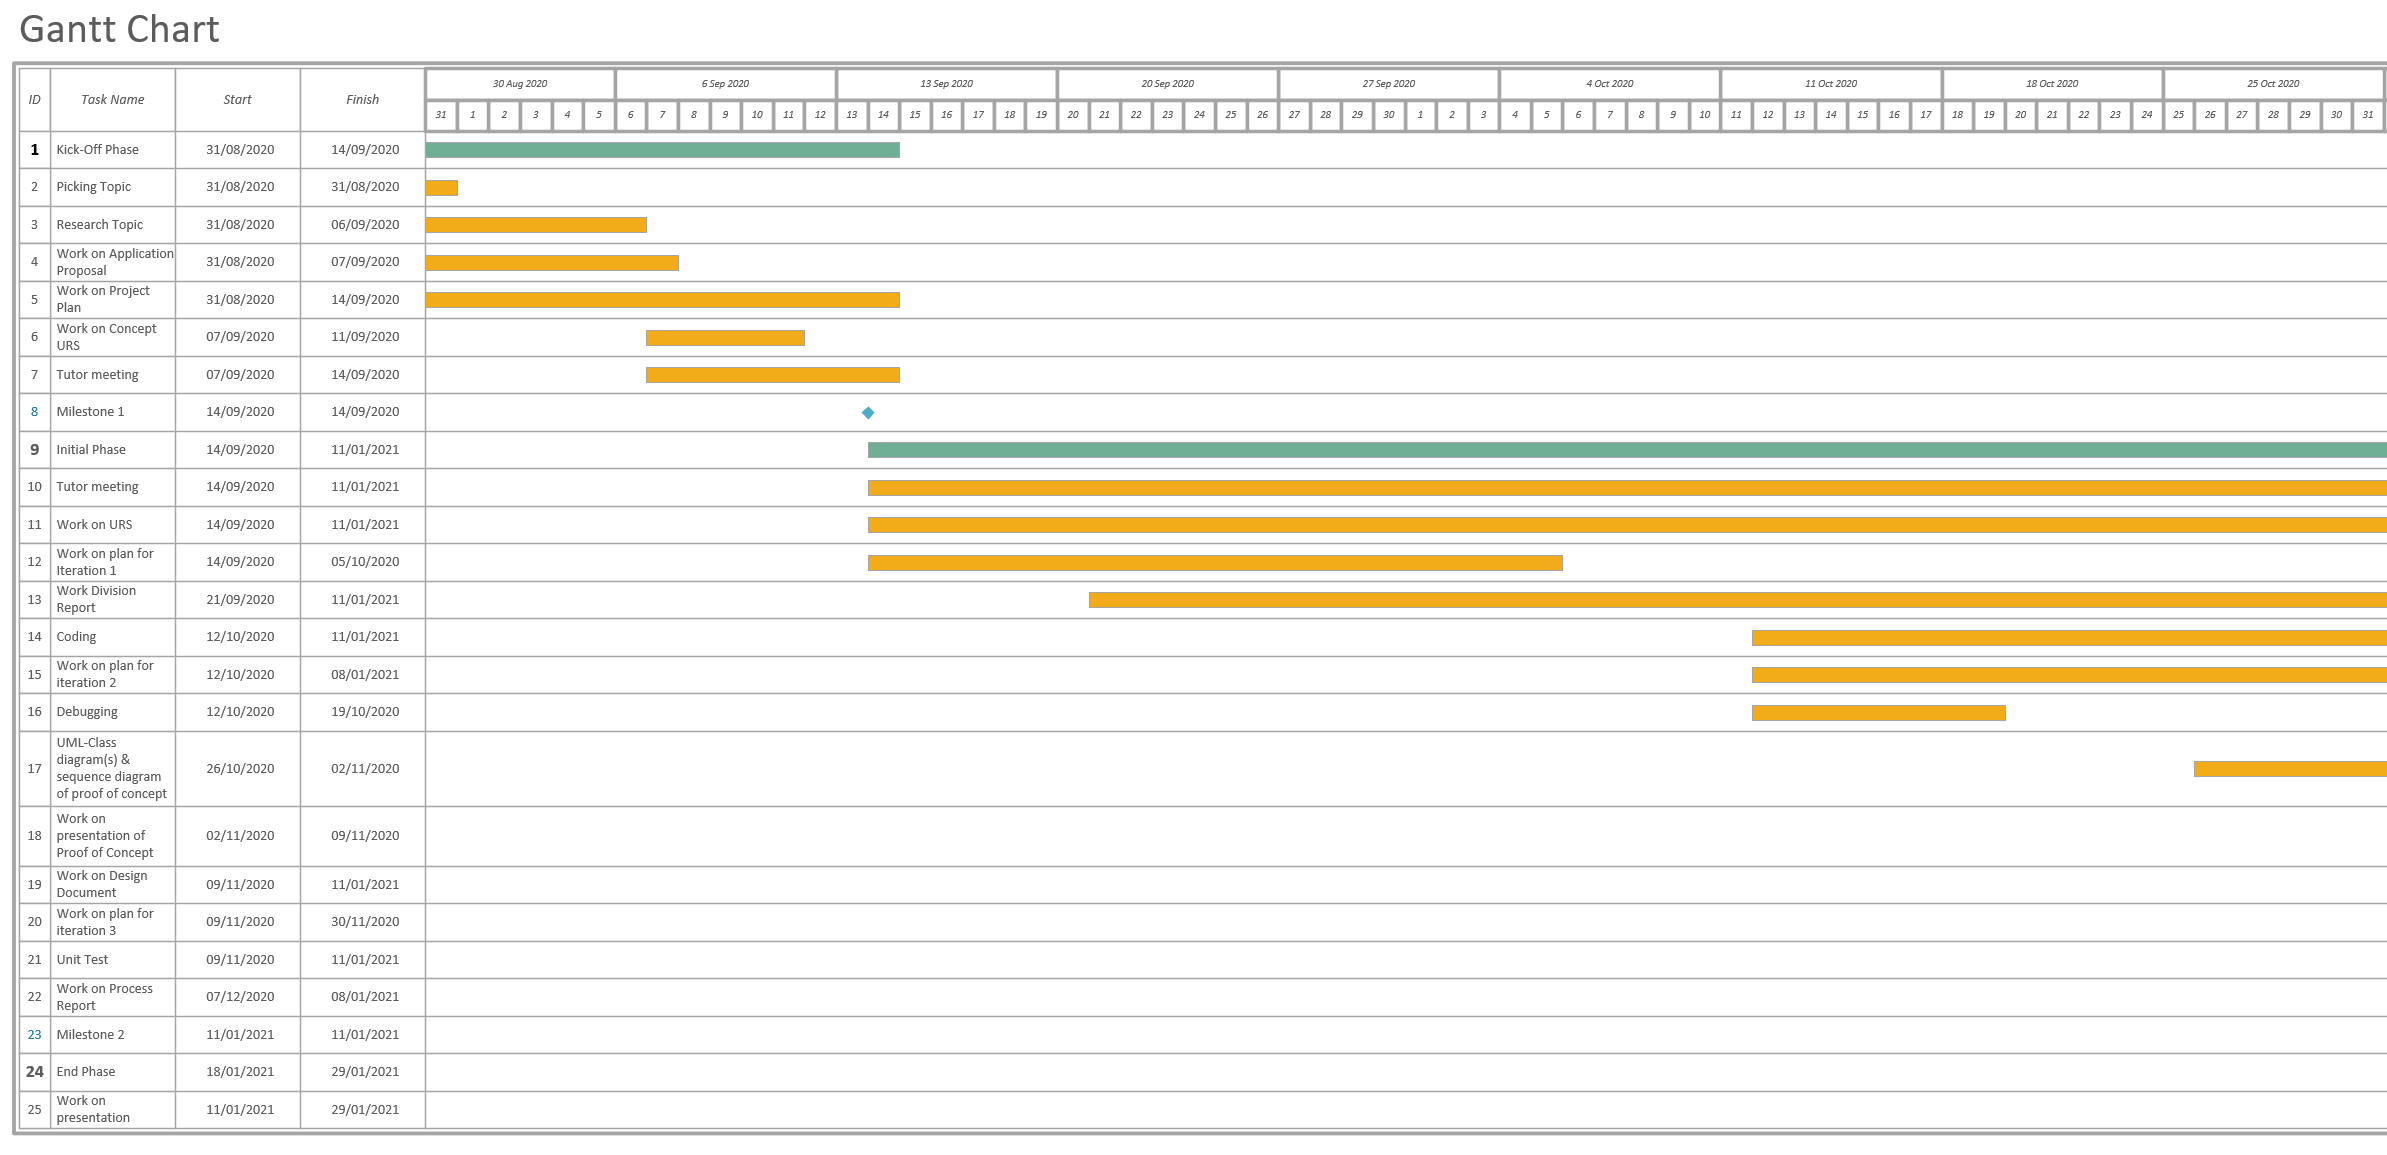 Gantt Chart
ID Task Name Start Finish 30 Aug 2020 6 Sep 2020 13 Sep 2020 20 Sep 2020 27 Sep 2020 4 Oct 2020 11 Oct 2020 18 Oct 2020 25 Oct 2020
31 1 2 3 4 5 6 7 8 9 10 11 12 13 14 15 16 17 18 19 20 21 22 23 24 25 26 27 28 29 30 1 2 3 4 5 6 7 8 9 10 11 12 13 14 15 16 17 18 19 20 21 22 23 24 25 26 27 28 29 30 31
1 Kick-Off Phase 31/08/2020 14/09/2020
2 Picking Topic 31/08/2020 31/08/2020
3 Research Topic 31/08/2020 06/09/2020
4 Work on Application
Proposal 31/08/2020 07/09/2020
5 Work on Project
Plan 31/08/2020 14/09/2020
6 Work on Concept
URS 07/09/2020 11/09/2020
7 Tutor meeting 07/09/2020 14/09/2020
8 Milestone 1 14/09/2020 14/09/2020
9 Initial Phase 14/09/2020 11/01/2021
10 Tutor meeting 14/09/2020 11/01/2021
11 Work on URS 14/09/2020 11/01/2021
12 Work on plan for
Iteration 1 14/09/2020 05/10/2020
13 Work Division
Report 21/09/2020 11/01/2021
14 Coding 12/10/2020 11/01/2021
15 Work on plan for
iteration 2 12/10/2020 08/01/2021
16 Debugging 12/10/2020 19/10/2020
17 UML-Class
diagram(s) &
sequence diagram
of proof of concept 26/10/2020 02/11/2020
18 Work on
presentation of
Proof of Concept 02/11/2020 09/11/2020
19 Work on Design
Document 09/11/2020 11/01/2021
20 Work on plan for
iteration 3 09/11/2020 30/11/2020
21 Unit Test 09/11/2020 11/01/2021
22 Work on Process
Report 07/12/2020 08/01/2021
23 Milestone 2 11/01/2021 11/01/2021
24 End Phase 18/01/2021 29/01/2021
25 Work on
presentation 11/01/2021 29/01/2021